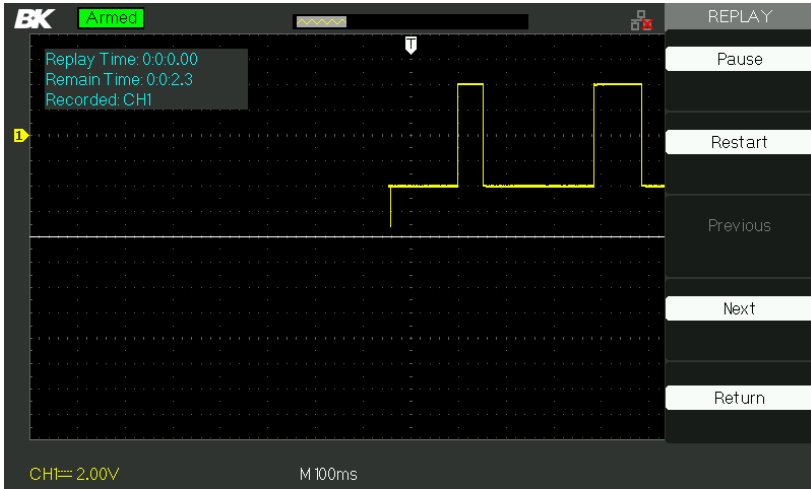 BK Armed
REPLAY
T
Replay Time: 0:0:0.00
Remain Time: 0:0:2.3
Recorded: CH1
1
Pause
Restart
Previous
Next
Return
CH1 2.00V
M 100ms